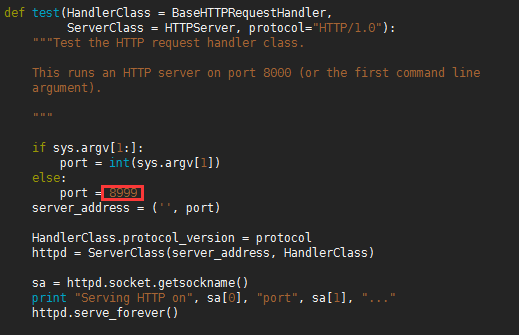 def test(HandlerClass = BaseHTTPRequestHandler,
         ServerClass = HTTPServer, protocol="HTTP/1.0"):
    """Test the HTTP request handler class.

    This runs an HTTP server on port 8000 (or the first command line
    argument).

    """

    if sys.argv[1:]:
        port = int(sys.argv[1])
    else:
        port = 8999
    server_address = ('', port)

    HandlerClass.protocol_version = protocol
    httpd = ServerClass(server_address, HandlerClass)

    sa = httpd.socket.getsockname()
    print "Serving HTTP on", sa[0], "port", sa[1], "..."
    httpd.serve_forever()